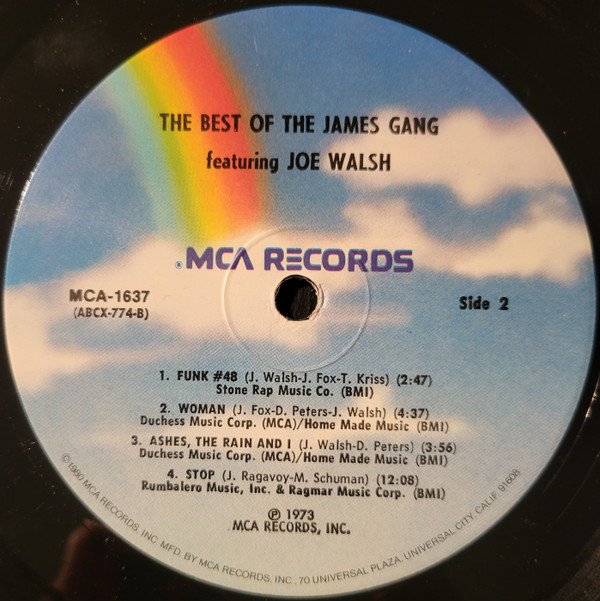 THE BEST OF THE JAMES GANG
featuring JOE WALSH
®MCA RECORDS
MCA-1637
(ABCX-774-B)
Side 2
1. FUNK #48 (J. Walsh-J. Fox-T. Kriss) (2:47)
Stone Rap Music Co. (BMI)
2. WOMAN (J. Fox-D. Peters-J. Walsh) (4:37)
Duchess Music Corp. (MCA)/Home Made Music (BMI)
3. ASHES, THE RAIN AND I (J. Walsh-D. Peters) (3:56)
Duchess Music Corp. (MCA)/Home Made Music (BMI)
4. STOP (J. Ragavoy-M. Schuman) (12:08)
Rumbalero Music, Inc. & Ragmar Music Corp. (BMI)
℗ 1973
MCA RECORDS, INC.
©1980 MCA RECORDS, INC. MFD. BY MCA RECORDS, INC., 70 UNIVERSAL PLAZA, UNIVERSAL CITY, CALIF. 91608